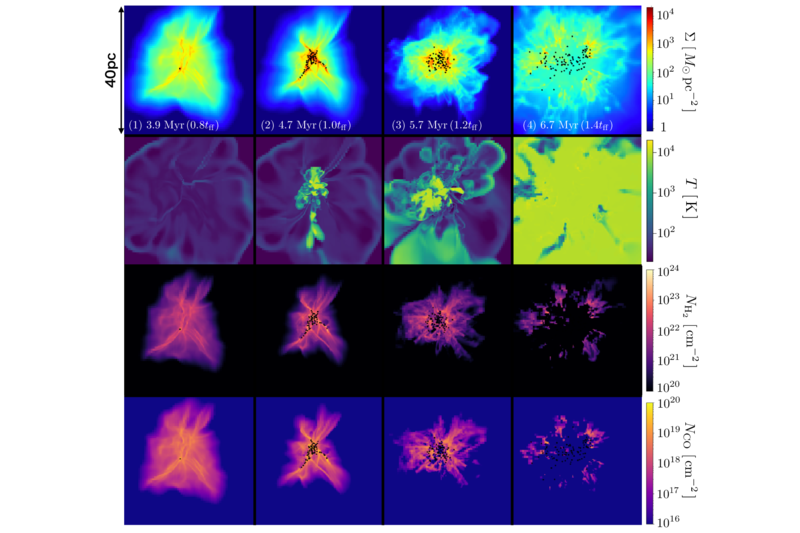 40pc
(1) 3.9 Myr (0.8t_ff)
(2) 4.7 Myr (1.0t_ff)
(3) 5.7 Myr (1.2t_ff)
(4) 6.7 Myr (1.4t_ff)
10^4
10^3
10^2
10^1
1
Σ [M⊙ pc^−2]
10^4
10^3
10^2
T [K]
10^24
10^23
10^22
10^21
10^20
N_H2 [cm^−2]
10^20
10^19
10^18
10^17
10^16
N_CO [cm^−2]